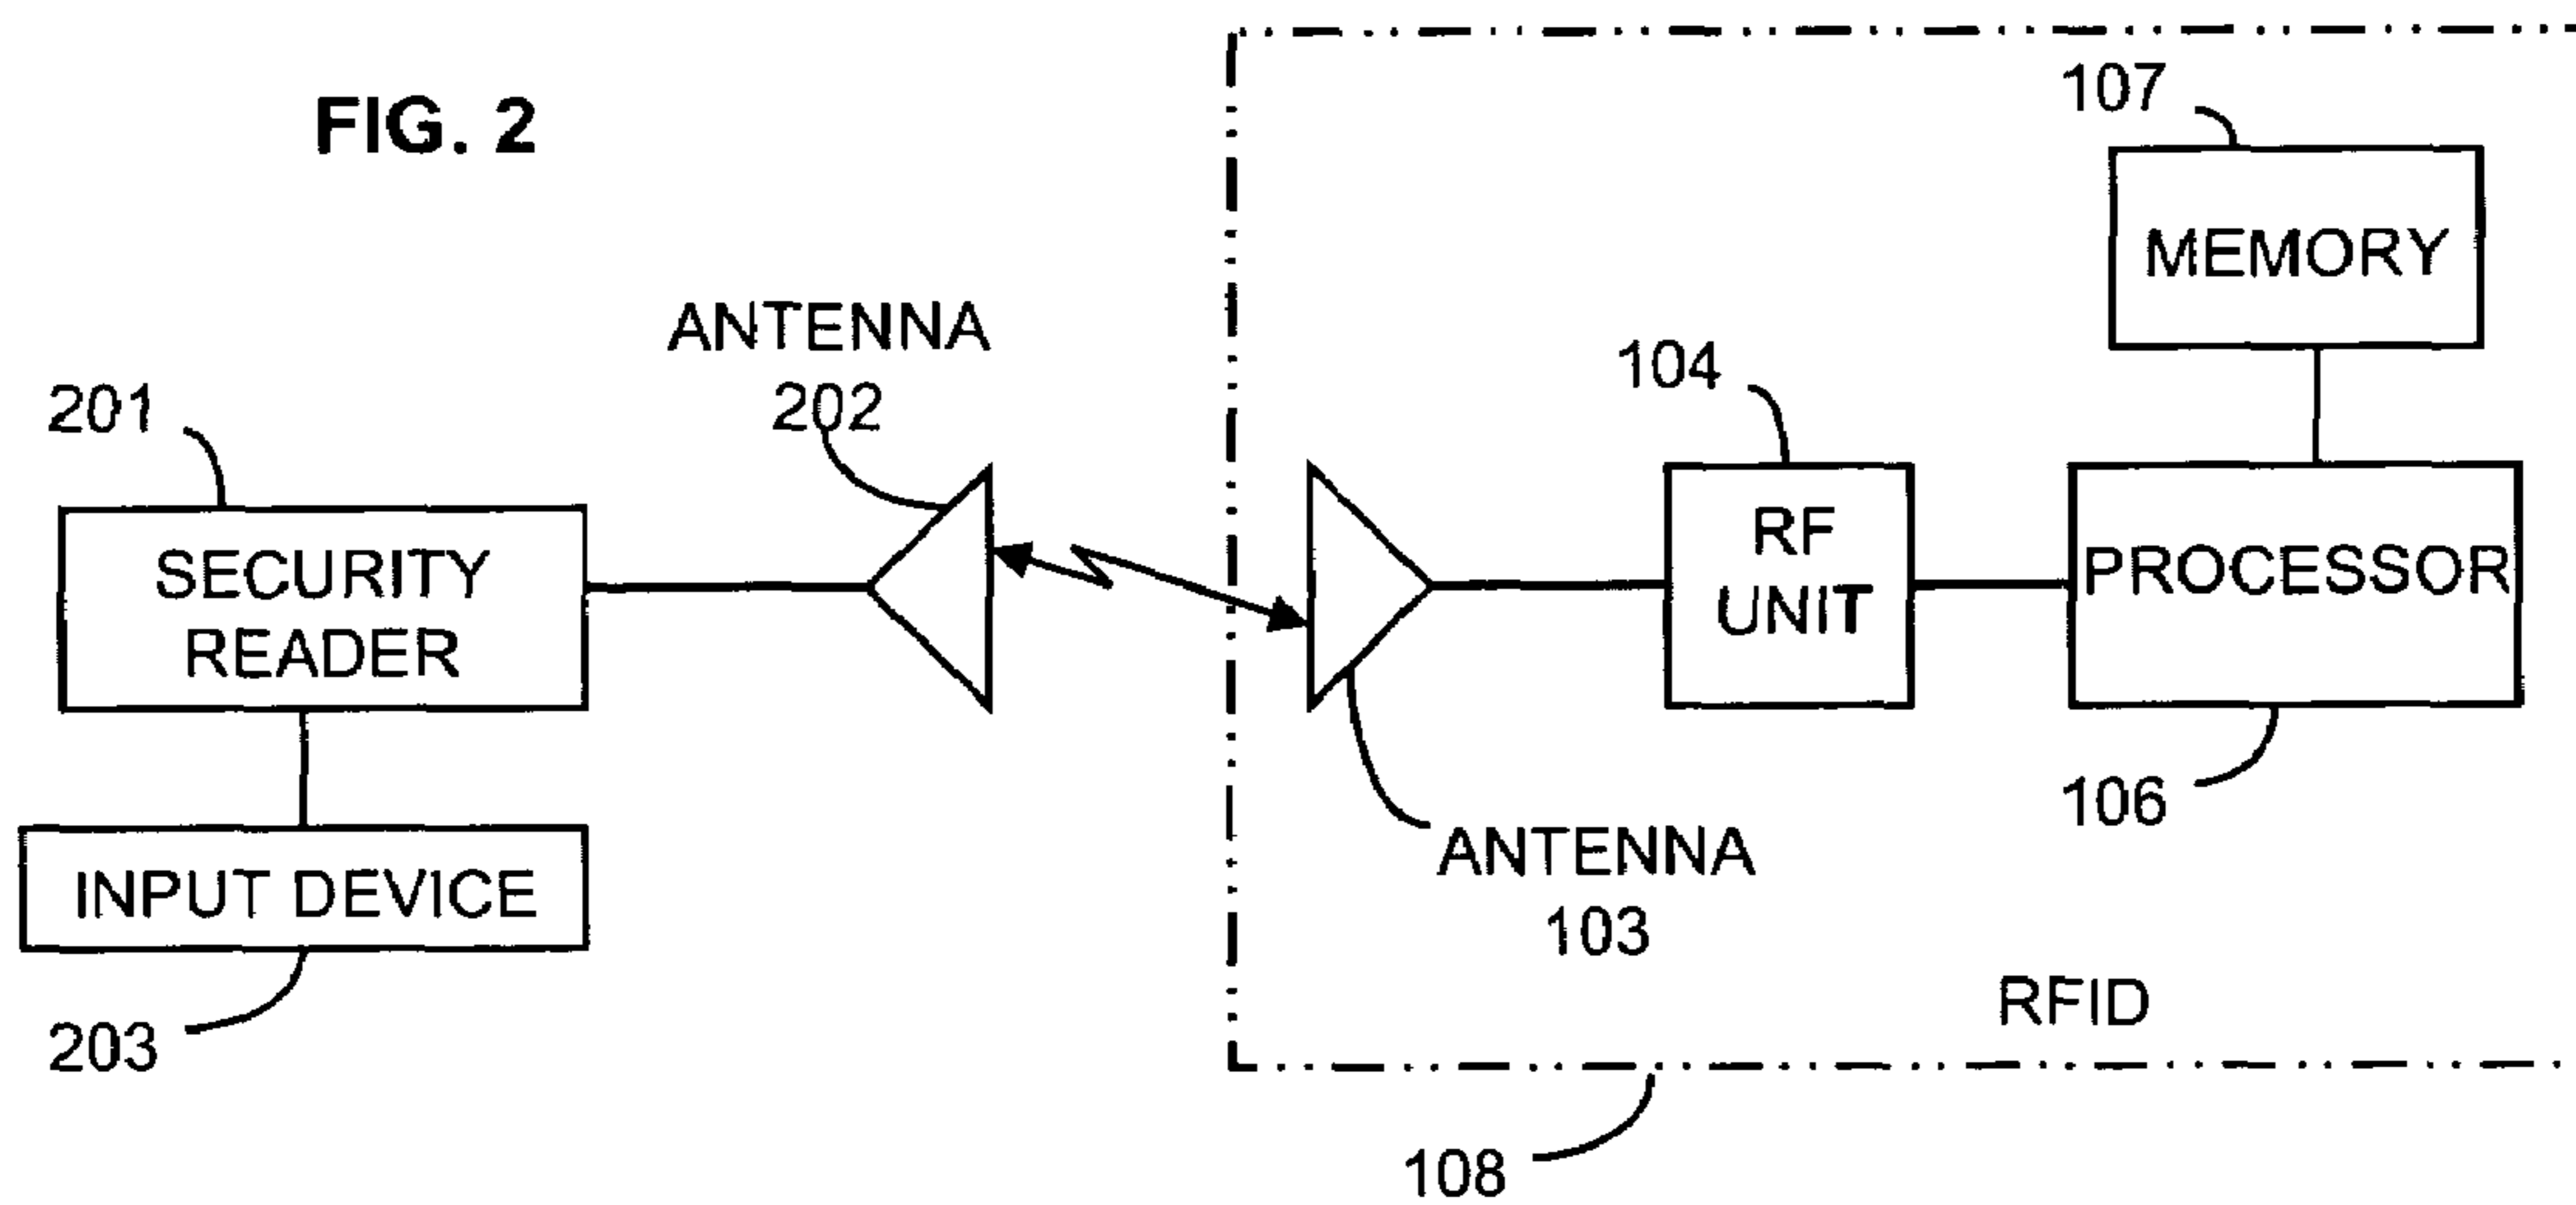 FIG. 2
107
MEMORY
ANTENNA
202
104
201
RF
UNIT
PROCESSOR
SECURITY
READER
106
ANTENNA
103
INPUT DEVICE
RFID
203
108